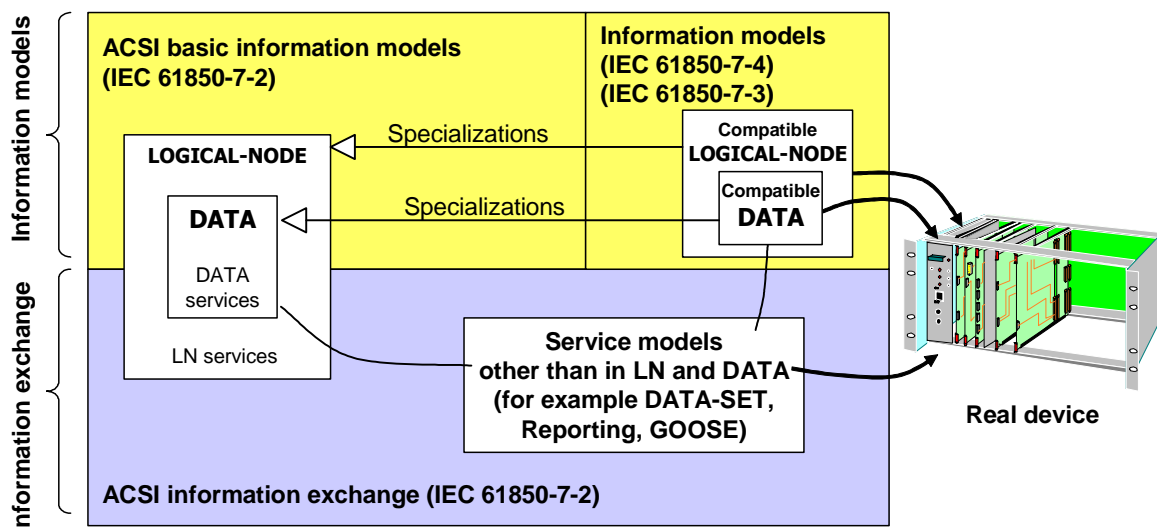 Information models
ACSI basic information models
(IEC 61850-7-2)
Information models
(IEC 61850-7-4)
(IEC 61850-7-3)
Specializations
LOGICAL-NODE
Compatible
LOGICAL-NODE
Specializations
DATA
Compatible
DATA
DATA
services
LN services
nformation exchange
Service models
other than in LN and DATA
(for example DATA-SET,
Reporting, GOOSE)
Real device
ACSI information exchange (IEC 61850-7-2)